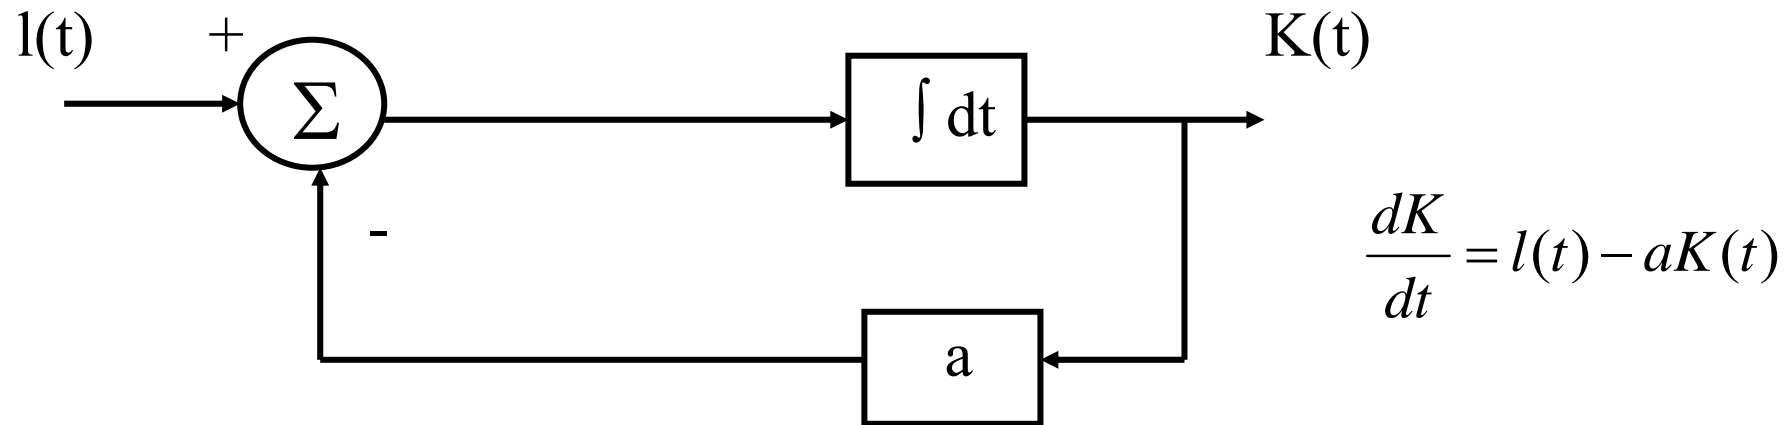 l(t) + K(t)
Σ ∫ dt
-
dK/dt = l(t) – aK(t)
a